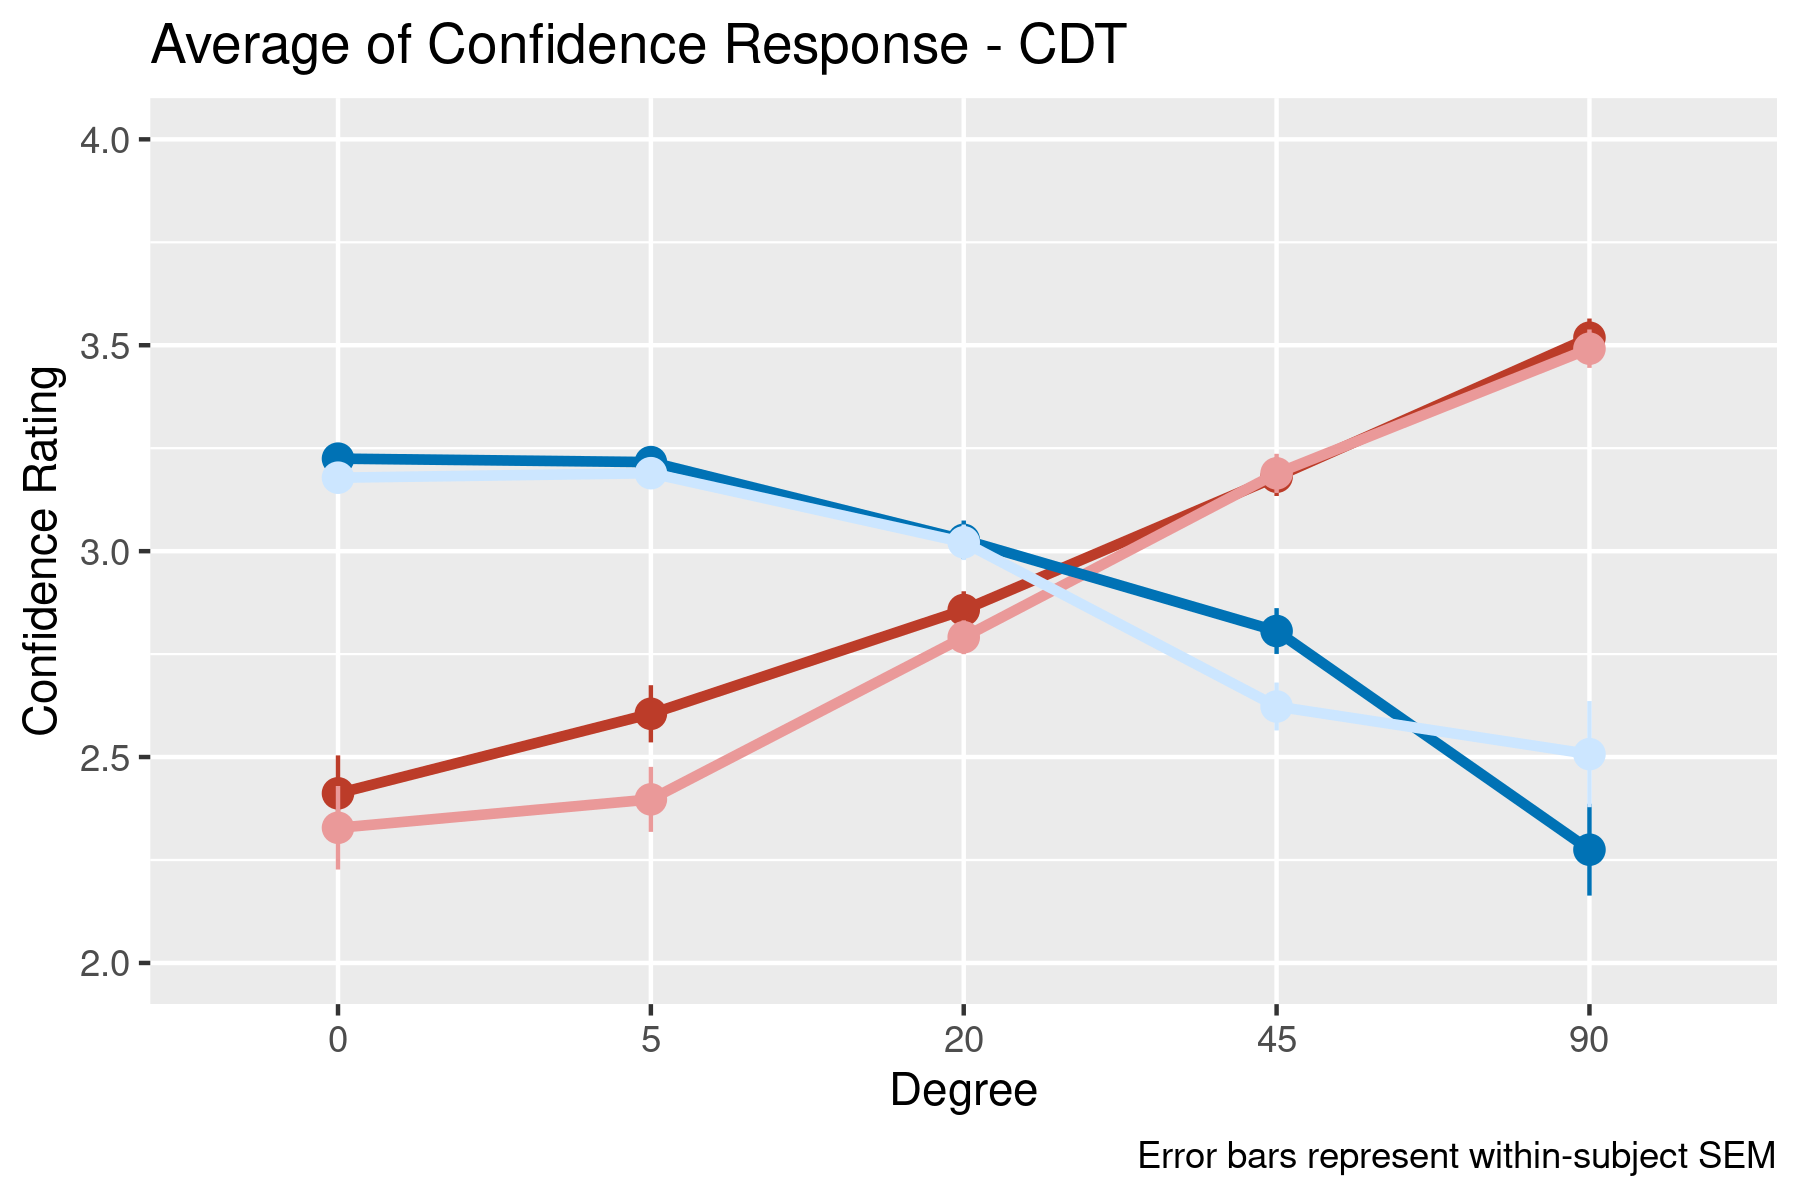 Average of Confidence Response - CDT
4.0
3.5
3.0
2.5
2.0
Confidence Rating
0 5 20 45 90
Degree
Error bars represent within-subject SEM